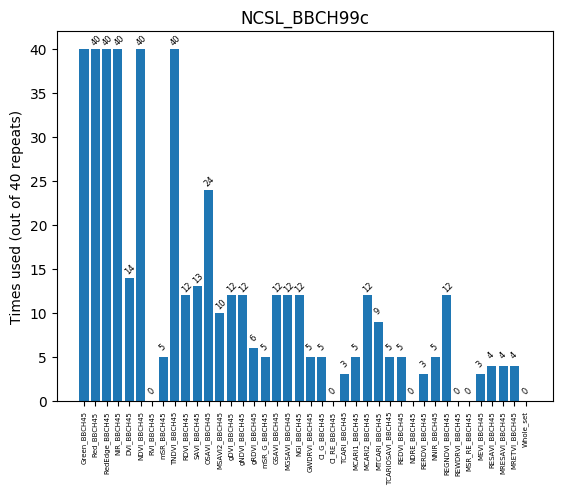 NCSL_BBCH99c
Times used (out of 40 repeats)
40
35
30
25
20
15
10
5
0
40 40 40 14 40 0 5 40 12 13 24 10 12 12 6 5 12 12 12 5 5 0 3 5 12 9 5 5 0 3 5 12 0 0 3 4 4 4 0
Green_BBCH45
Red_BBCH45
RedEdge_BBCH45
NIR_BBCH45
DVI_BBCH45
NDVI_BBCH45
RVI_BBCH45
mSR_BBCH45
TNDVI_BBCH45
RDVI_BBCH45
SAVI_BBCH45
OSAVI_BBCH45
MSAVI2_BBCH45
gDVI_BBCH45
gNDVI_BBCH45
gRDVI_BBCH45
mSR_G_BBCH45
GSAVI_BBCH45
MGSAVI_BBCH45
NGI_BBCH45
GWDRVI_BBCH45
CI_G_BBCH45
CI_RE_BBCH45
TCARI_BBCH45
MCARI1_BBCH45
MCARI2_BBCH45
MTCARI_BBCH45
TCARIOSAVI_BBCH45
REDVI_BBCH45
NDRE_BBCH45
RERDVI_BBCH45
NNIR_BBCH45
REGNDVI_BBCH45
REWDRVI_BBCH45
MSR_RE_BBCH45
MEVI_BBCH45
RESAVI_BBCH45
MRESAVI_BBCH45
MRETVI_BBCH45
Whole_set